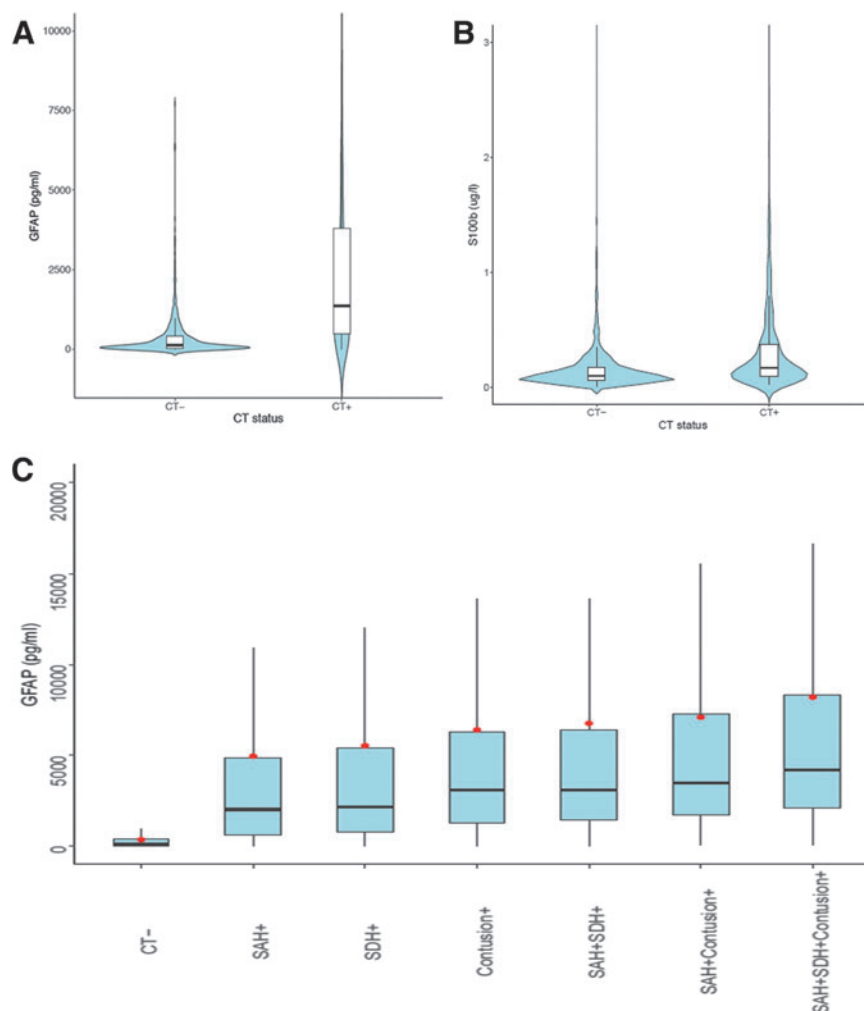 A
10000
7500
5000
2500
0
GFAP (pg/ml)
CT−
CT+
CT status
B
3
2
1
0
S100b (ug/l)
CT−
CT+
CT status
C
20000
15000
10000
5000
0
GFAP (pg/ml)
CT−
SAH+
SDH+
Contusion+
SAH+SDH+
SAH+Contusion+
SAH+SDH+Contusion+